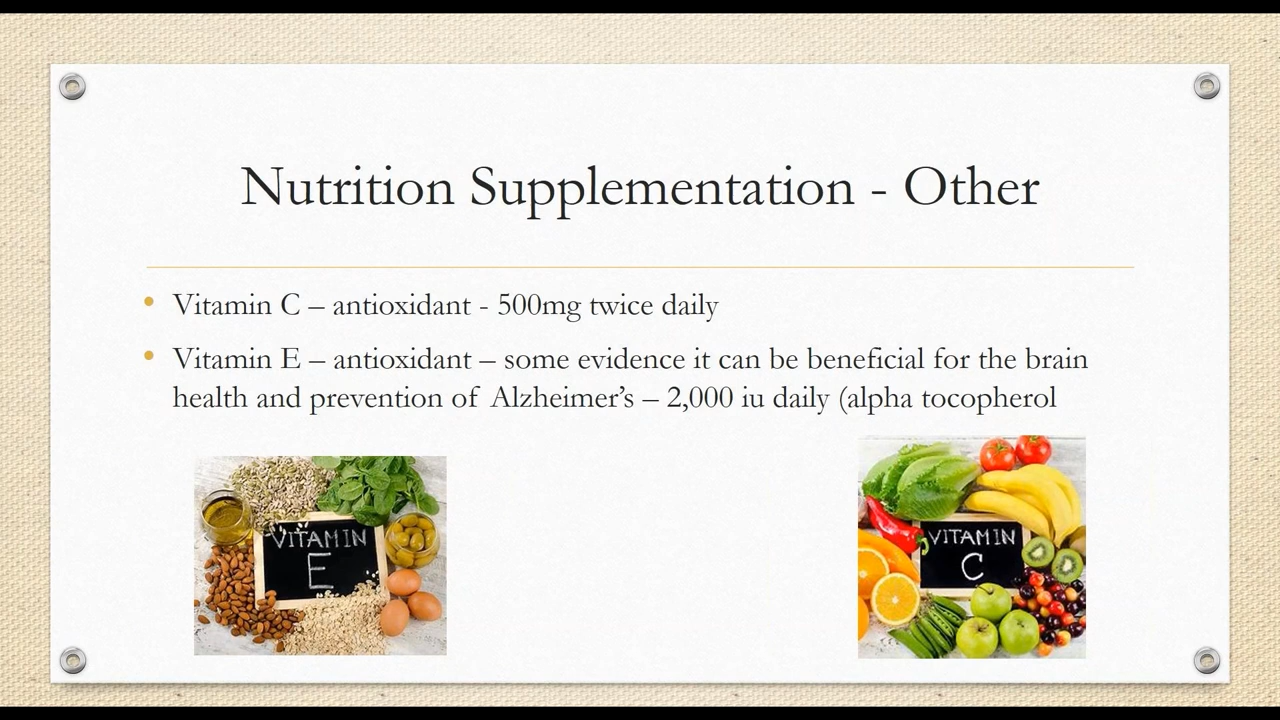 Nutrition Supplementation - Other
Vitamin C – antioxidant - 500mg twice daily
Vitamin E – antioxidant – some evidence it can be beneficial for the brain
health and prevention of Alzheimer’s – 2,000 iu daily (alpha tocopherol
VITAMIN
E
VITAMIN
C